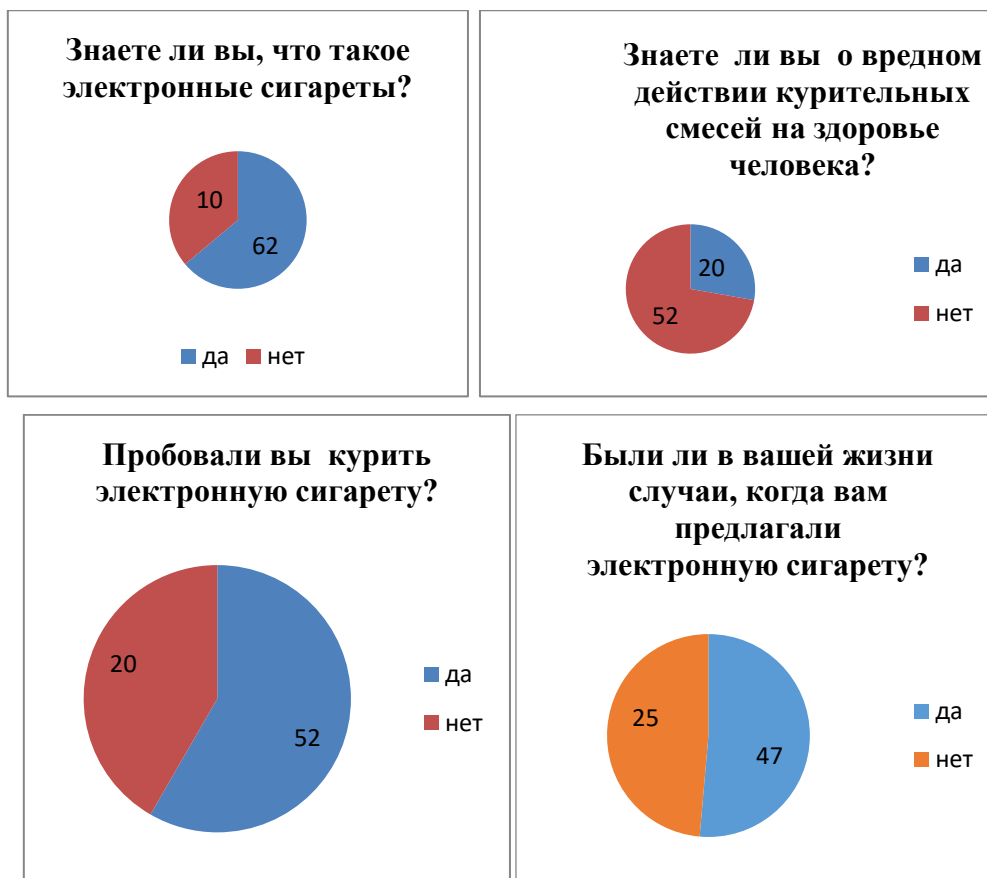 Знаете ли вы, что такое
электронные сигареты?
10
62
да нет
Знаете ли вы о вредном
действии курительных
смесей на здоровье
человека?
20
52
да
нет
Пробовали вы курить
электронную сигарету?
20
52
да
нет
Были ли в вашей жизни
случаи, когда вам
предлагали
электронную сигарету?
25
47
да
нет